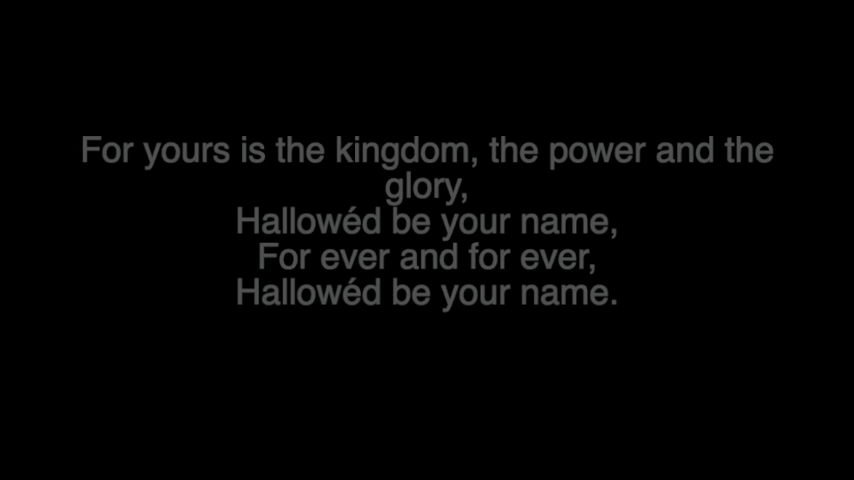 For yours is the kingdom, the power and the
glory,
Hallowéd be your name,
For ever and for ever,
Hallowéd be your name.